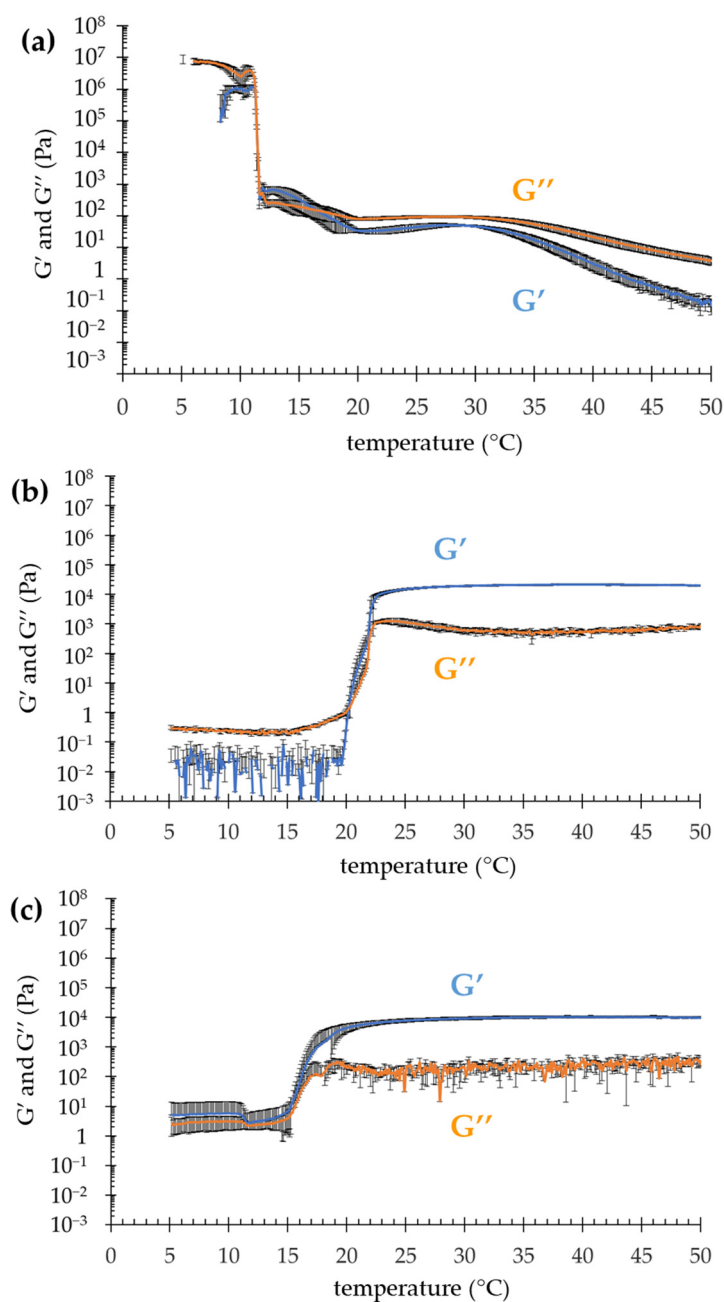 (a)
G′ and G″ (Pa)
10⁸
10⁷
10⁶
10⁵
10⁴
10³
10²
10¹
1
10⁻¹
10⁻²
10⁻³
G″
G′
0 5 10 15 20 25 30 35 40 45 50
temperature (°C)
(b)
G′ and G″ (Pa)
10⁸
10⁷
10⁶
10⁵
10⁴
10³
10²
10¹
1
10⁻¹
10⁻²
10⁻³
G′
G″
0 5 10 15 20 25 30 35 40 45 50
temperature (°C)
(c)
G′ and G″ (Pa)
10⁸
10⁷
10⁶
10⁵
10⁴
10³
10²
10¹
1
10⁻¹
10⁻²
10⁻³
G′
G″
0 5 10 15 20 25 30 35 40 45 50
temperature (°C)